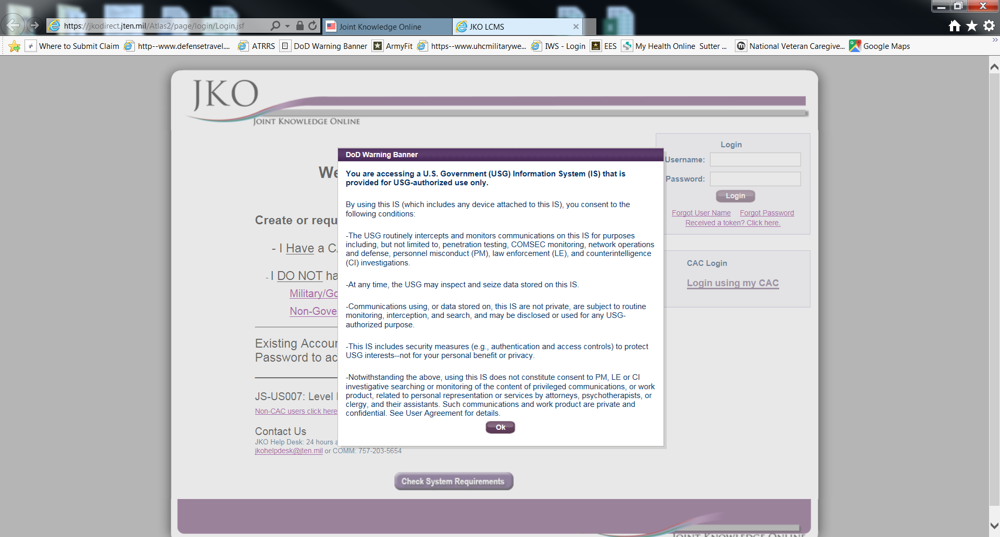 https://jkodirect.jten.mil/Atlas2/page/login/Login.jsf
Joint Knowledge Online
JKO LCMS
Where to Submit Claim
http--www.defensetravel....
ATRRS
DoD Warning Banner
ArmyFit
https--www.uhcmilitarywe...
IWS - Login
EES
My Health Online Sutter ...
National Veteran Caregive...
Google Maps
JKO
JOINT KNOWLEDGE ONLINE
We
Create or requ
- I Have a CA
- I DO NOT ha
Military/Go
Non-Gove
Existing Accour
Password to ac
JS-US007: Level
Non-CAC users click here
Contact Us
JKO Help Desk: 24 hours a
jkohelpdesk@jten.mil or COMM: 757-203-5654
Check System Requirements
DoD Warning Banner
You are accessing a U.S. Government (USG) Information System (IS) that is
provided for USG-authorized use only.
By using this IS (which includes any device attached to this IS), you consent to the
following conditions:
-The USG routinely intercepts and monitors communications on this IS for purposes
including, but not limited to, penetration testing, COMSEC monitoring, network operations
and defense, personnel misconduct (PM), law enforcement (LE), and counterintelligence
(CI) investigations.
-At any time, the USG may inspect and seize data stored on this IS.
-Communications using, or data stored on, this IS are not private, are subject to routine
monitoring, interception, and search, and may be disclosed or used for any USG-
authorized purpose.
-This IS includes security measures (e.g., authentication and access controls) to protect
USG interests--not for your personal benefit or privacy.
-Notwithstanding the above, using this IS does not constitute consent to PM, LE or CI
investigative searching or monitoring of the content of privileged communications, or work
product, related to personal representation or services by attorneys, psychotherapists, or
clergy, and their assistants. Such communications and work product are private and
confidential. See User Agreement for details.
Ok
Login
Username:
Password:
Login
Forgot User Name
Forgot Password
Received a token? Click here.
CAC Login
Login using my CAC
JOINT KNOWLEDGE ONLINE